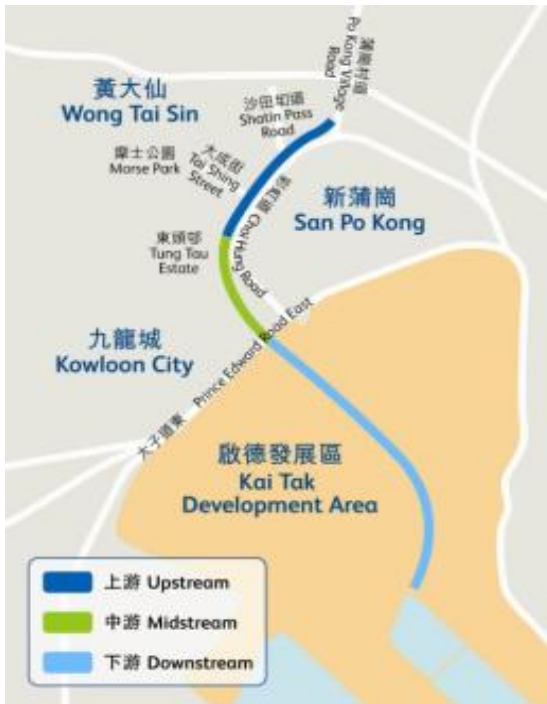 蒲崗村道
Po Kong Village
Road
黃大仙
Wong Tai Sin
沙田坳道
Shatin Pass
Road
大成街
Tai Shing
Street
摩士公園
Morse Park
彩虹道 Choi Hung Road
新蒲崗
San Po Kong
東頭邨
Tung Tau
Estate
九龍城
Kowloon City
太子道東 Prince Edward Road East
啟德發展區
Kai Tak
Development Area
上游 Upstream
中游 Midstream
下游 Downstream